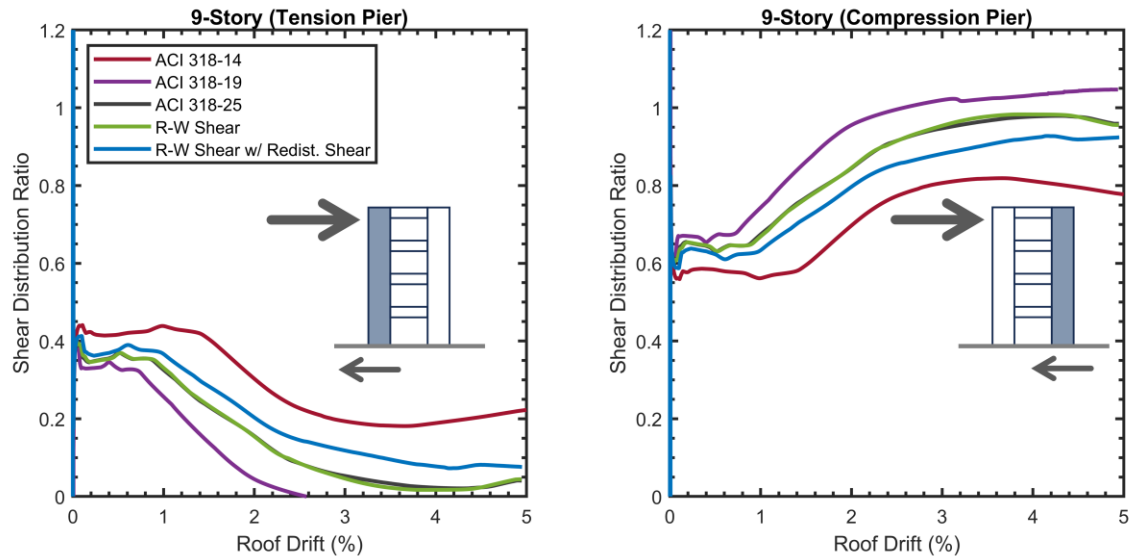 9-Story (Tension Pier)
1.2
1
0.8
0.6
0.4
0.2
0
Shear Distribution Ratio
ACI 318-14
ACI 318-19
ACI 318-25
R-W Shear
R-W Shear w/ Redist. Shear
0 1 2 3 4 5
Roof Drift (%)
9-Story (Compression Pier)
1.2
1
0.8
0.6
0.4
0.2
0
Shear Distribution Ratio
0 1 2 3 4 5
Roof Drift (%)